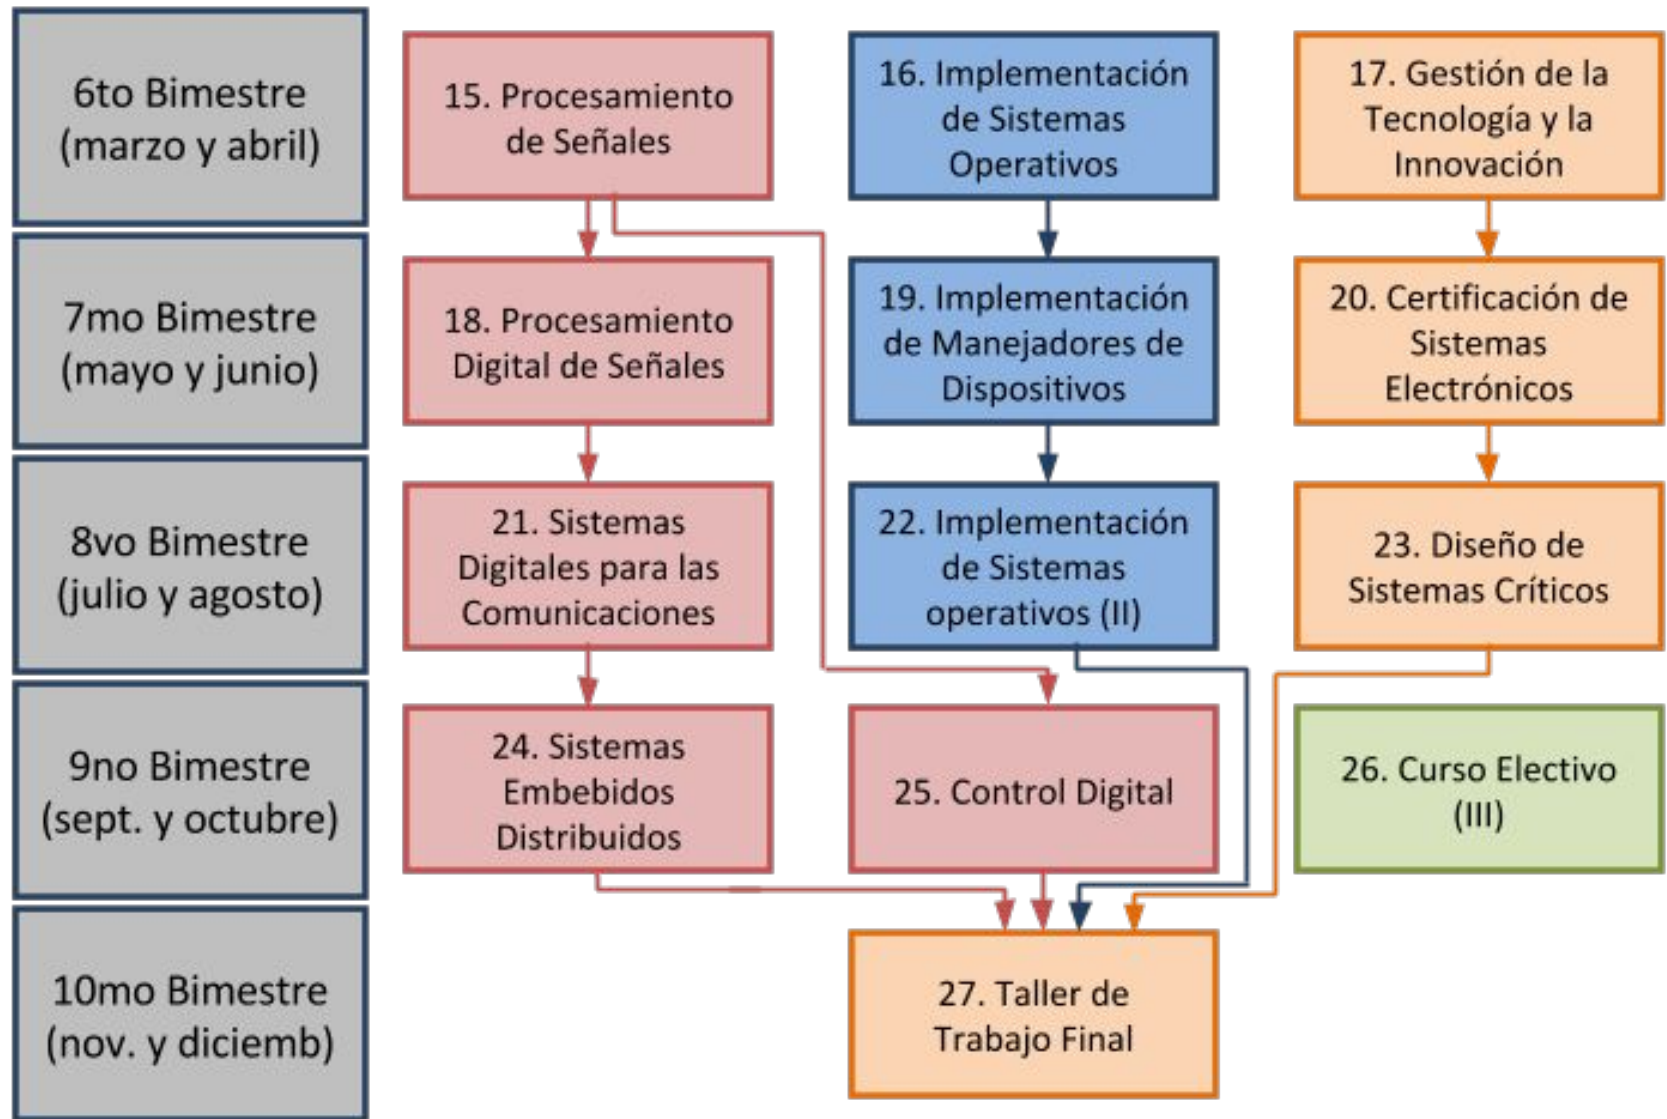 6to Bimestre
(marzo y abril)
15. Procesamiento
de Señales
16. Implementación
de Sistemas
Operativos
17. Gestión de la
Tecnología y la
Innovación
7mo Bimestre
(mayo y junio)
18. Procesamiento
Digital de Señales
19. Implementación
de Manejadores de
Dispositivos
20. Certificación de
Sistemas
Electrónicos
8vo Bimestre
(julio y agosto)
21. Sistemas
Digitales para las
Comunicaciones
22. Implementación
de Sistemas
operativos (II)
23. Diseño de
Sistemas Críticos
9no Bimestre
(sept. y octubre)
24. Sistemas
Embebidos
Distribuidos
25. Control Digital
26. Curso Electivo
(III)
10mo Bimestre
(nov. y diciemb)
27. Taller de
Trabajo Final